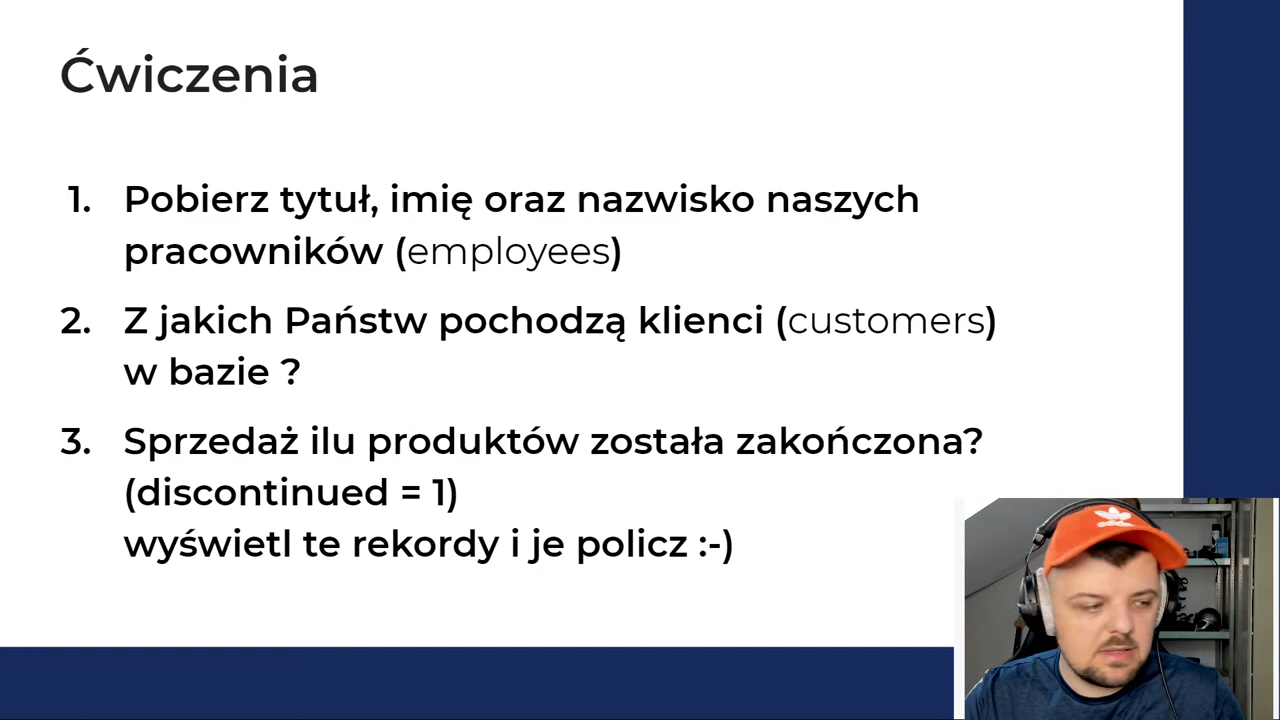 Ćwiczenia
1. Pobierz tytuł, imię oraz nazwisko naszych
pracowników (employees)
2. Z jakich Państw pochodzą klienci (customers)
w bazie ?
3. Sprzedaż ilu produktów została zakończona?
(discontinued = 1)
wyświetl te rekordy i je policz :-)